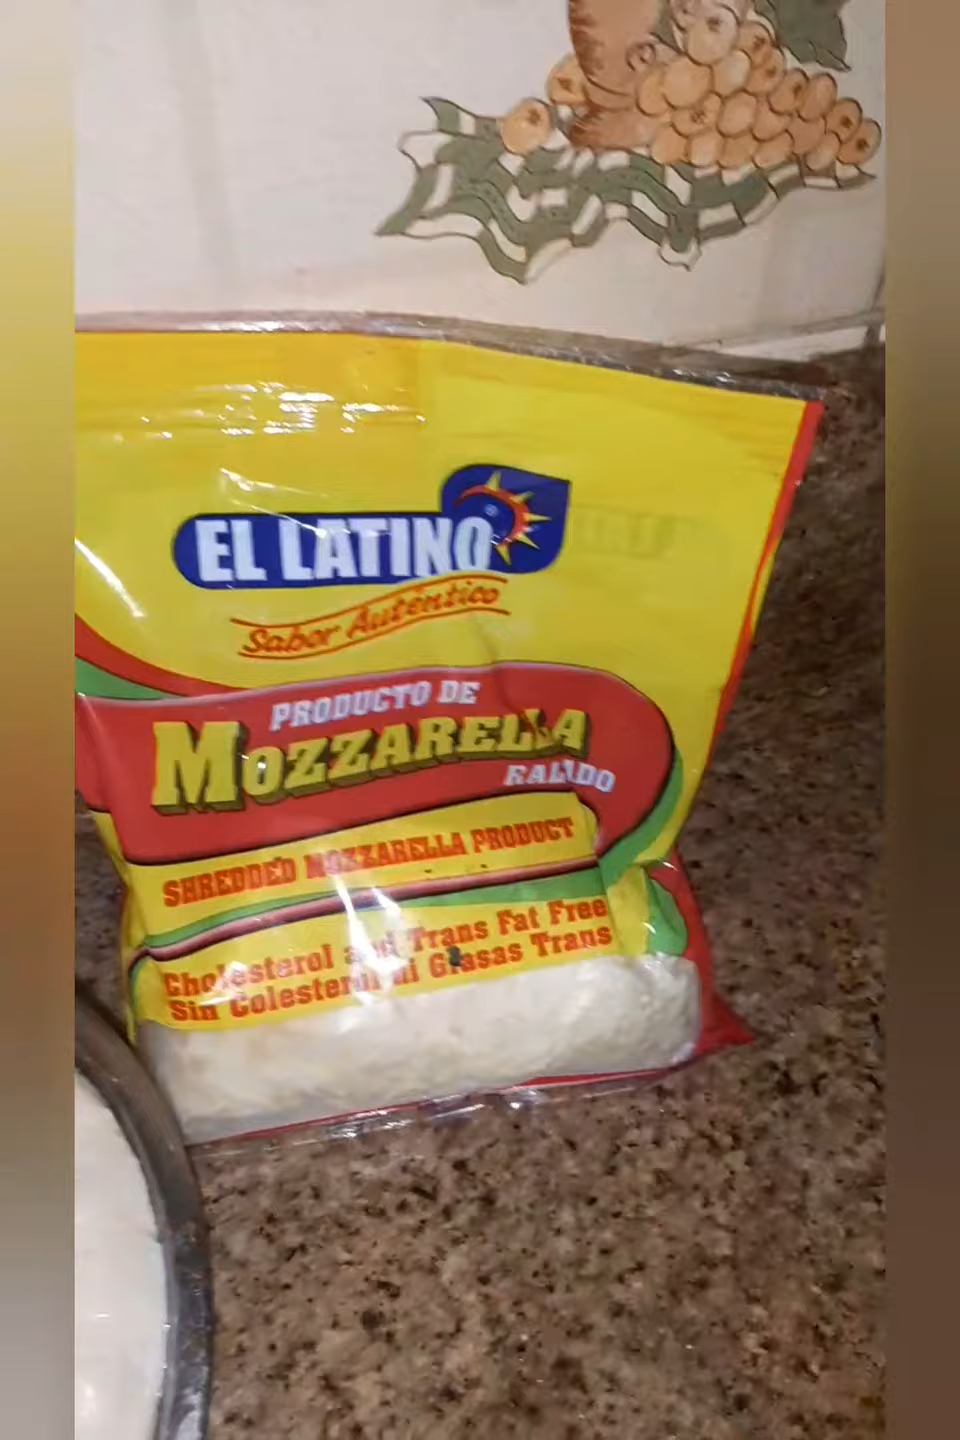 EL LATINO
Sabor Auténtico
PRODUCTO DE
MOZZARELLA
RALLADO
SHREDDED MOZZARELLA PRODUCT
Cholesterol and Trans Fat Free
Sin Colesterol ni Grasas Trans